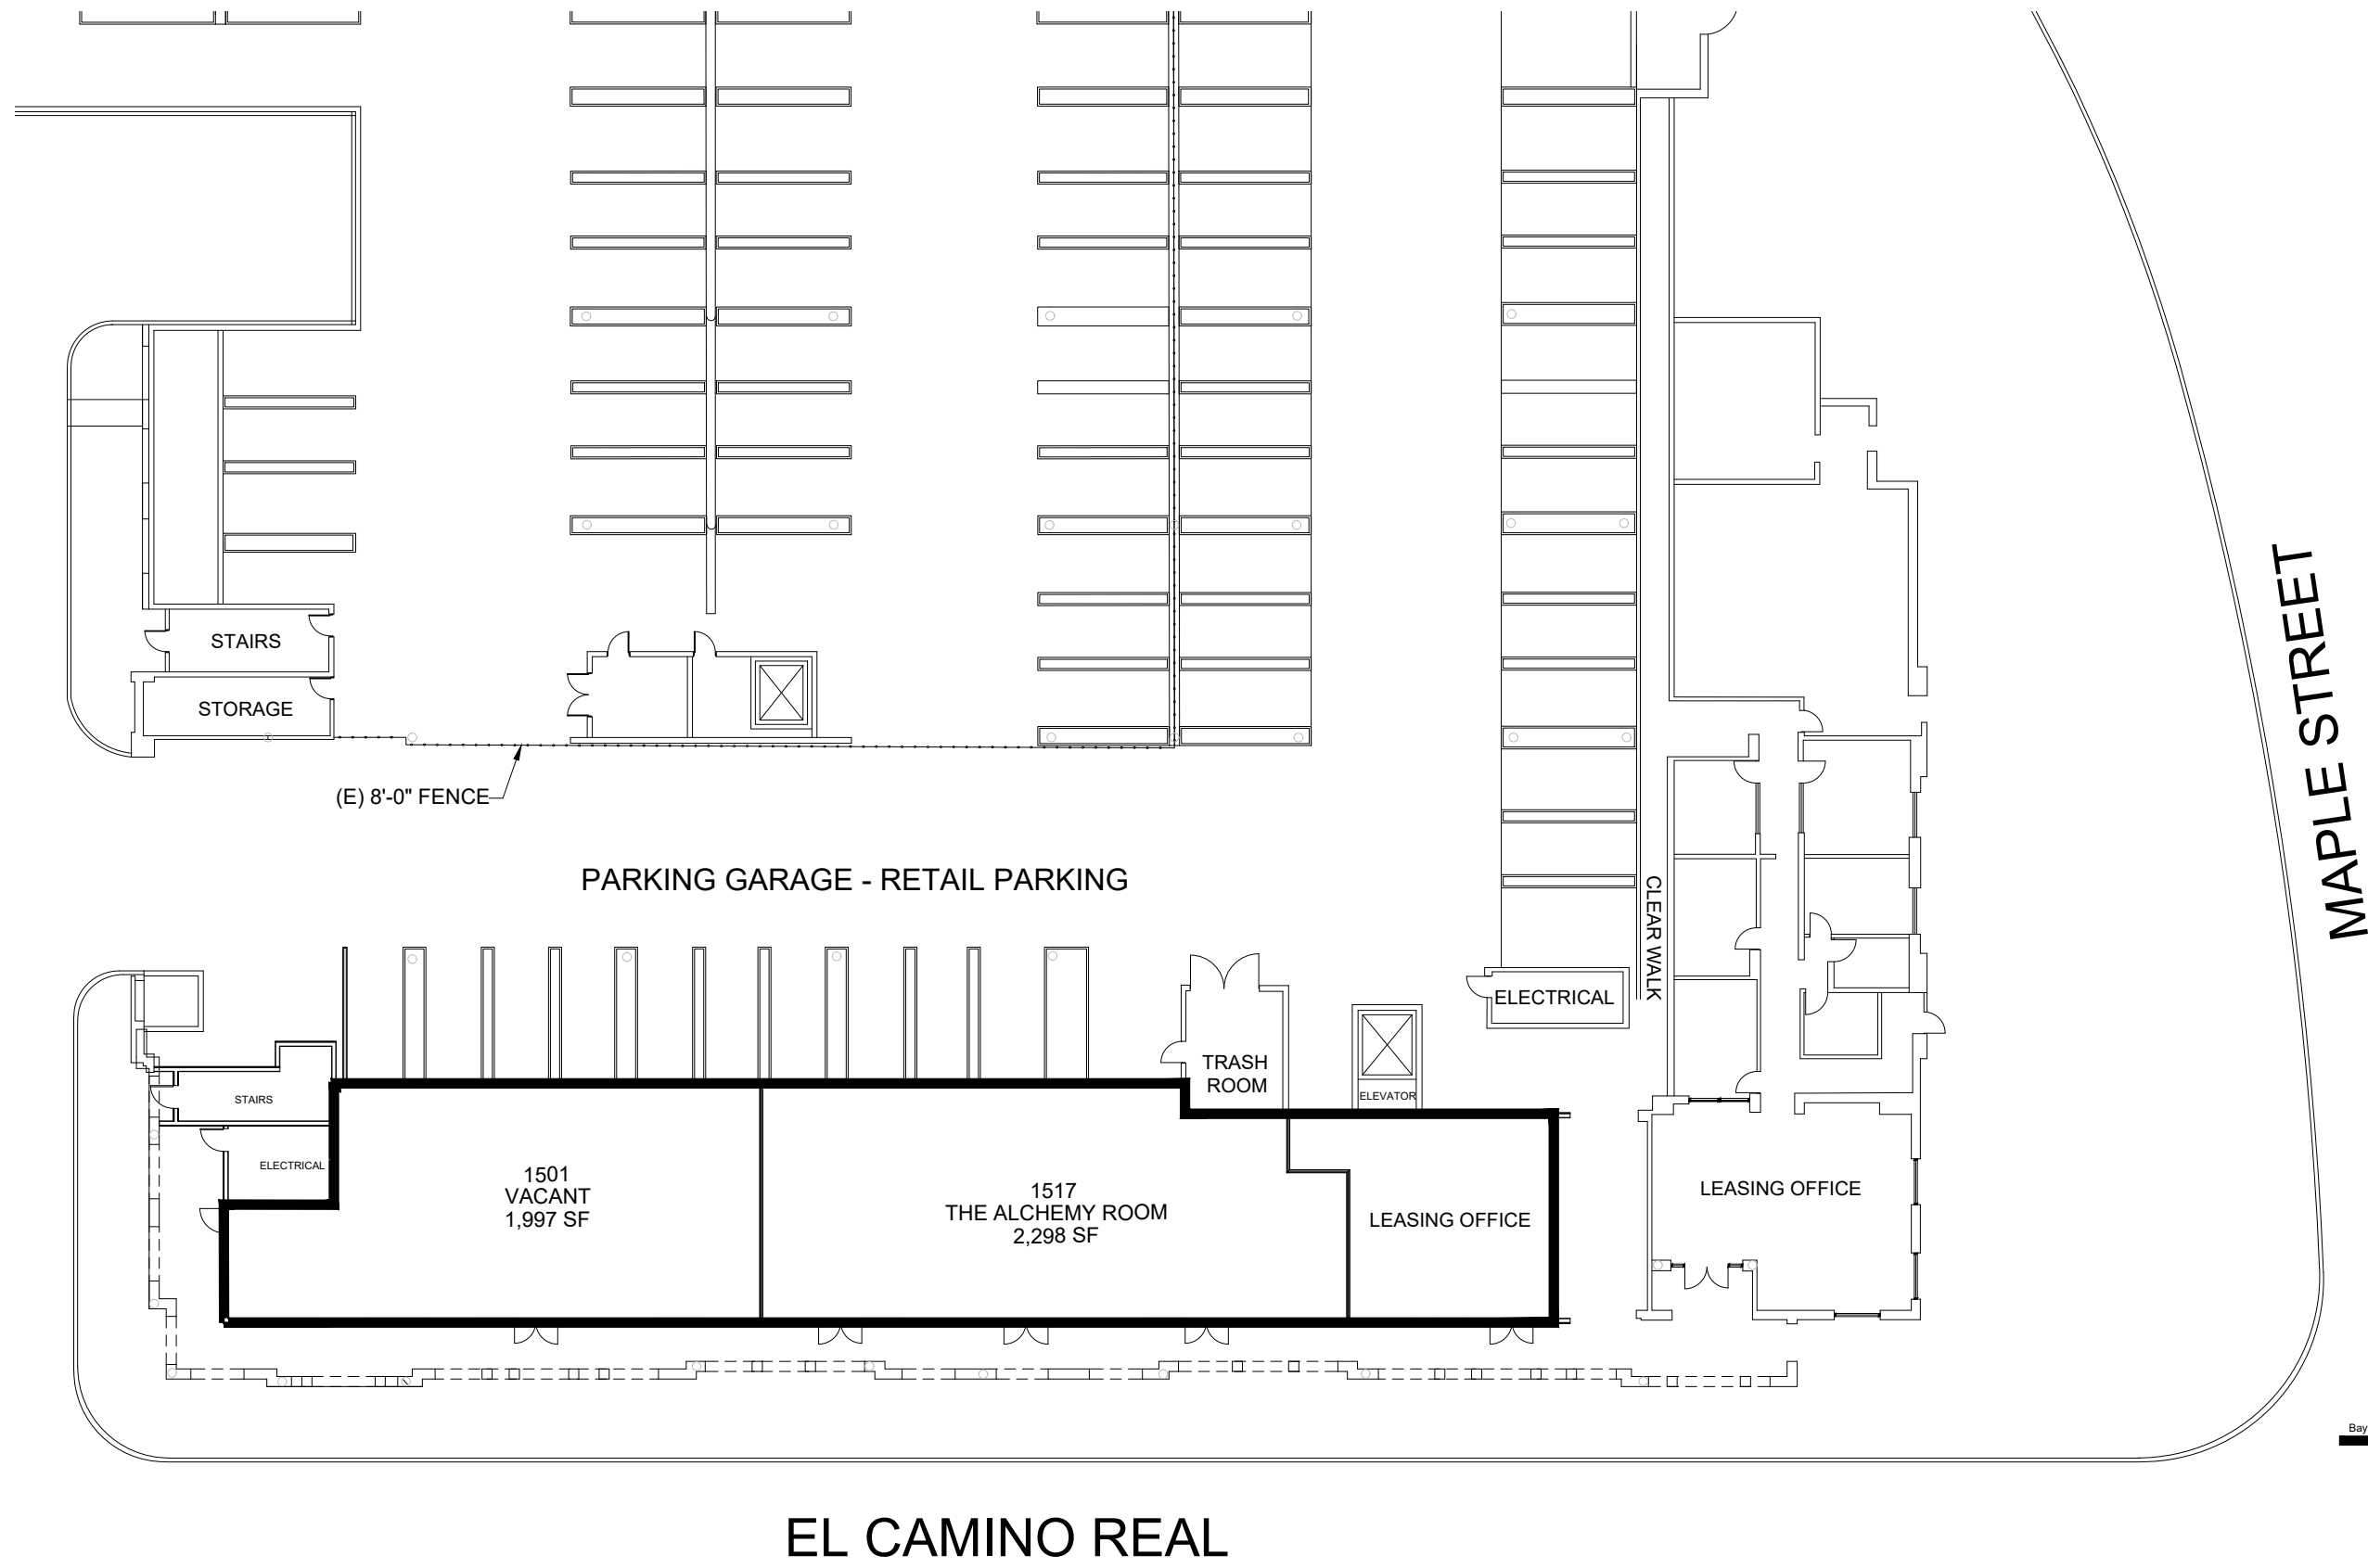 STAIRS
STORAGE
(E) 8'-0" FENCE
MAPLE STREET
PARKING GARAGE - RETAIL PARKING
CLEAR WALK
ELECTRICAL
TRASH
ROOM
ELEVATOR
STAIRS
ELECTRICAL
1501
VACANT
1,997 SF
1517
THE ALCHEMY ROOM
2,298 SF
LEASING OFFICE
LEASING OFFICE
Bay
EL CAMINO REAL